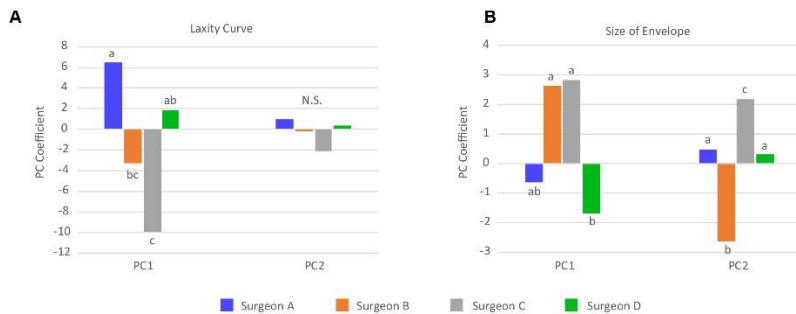 A
Laxity Curve
PC Coefficient
8
6
4
2
0
-2
-4
-6
-8
-10
-12
a
bc
c
ab
N.S.
PC1
PC2
B
Size of Envelope
PC Coefficient
4
3
2
1
0
-1
-2
-3
ab
a
a
b
a
b
c
a
PC1
PC2
Surgeon A
Surgeon B
Surgeon C
Surgeon D